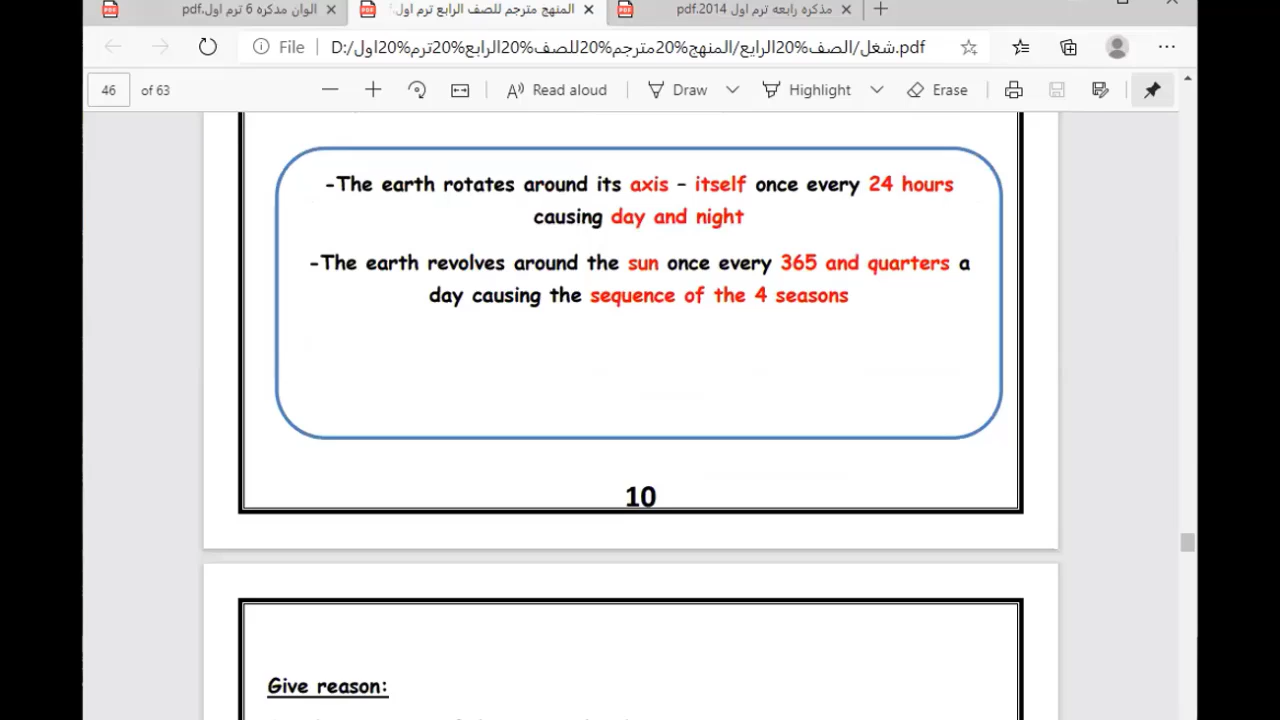 الوان مذكره 6 ترم اول.pdf
المنهج مترجم للصف الرابع ترم اول.
مذكره رابعه ترم اول 2014.pdf
File
D:/شغل/الصف%20الرابع/المنهج%20مترجم%20للصف%20الرابع%20ترم%20اول.pdf
46 of 63
Read aloud
Draw
Highlight
Erase
-The earth rotates around its axis – itself once every 24 hours
causing day and night
-The earth revolves around the sun once every 365 and quarters a
day causing the sequence of the 4 seasons
10
Give reason: